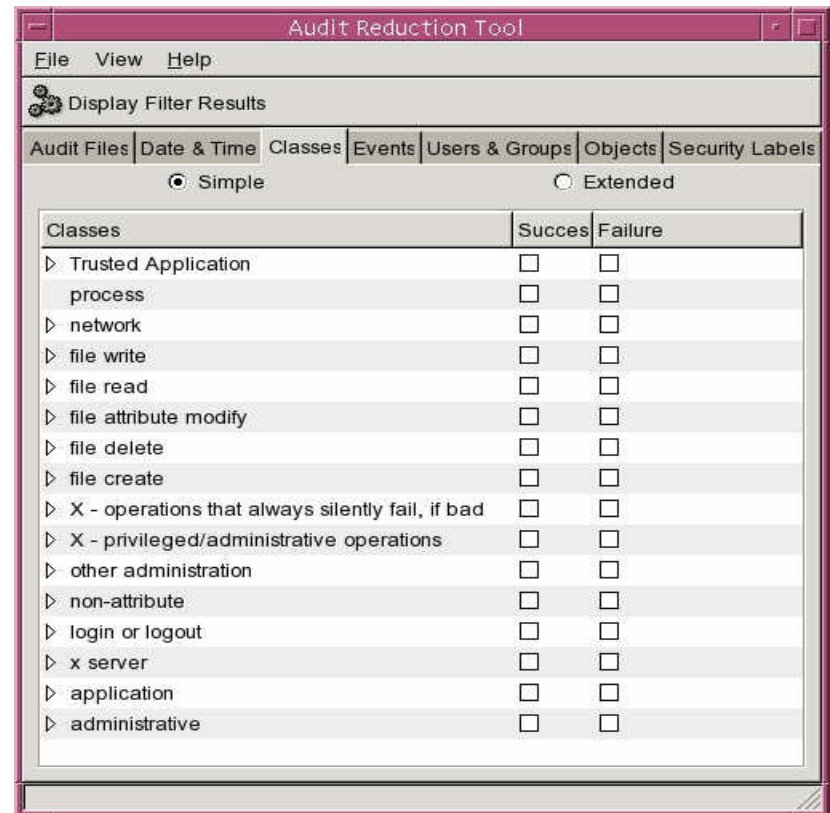 Audit Reduction Tool
File View Help
Display Filter Results
Audit Files Date & Time Classes Events Users & Groups Objects Security Labels
Simple Extended
Classes Succes Failure
Trusted Application
process
network
file write
file read
file attribute modify
file delete
file create
X - operations that always silently fail, if bad
X - privileged/administrative operations
other administration
non-attribute
login or logout
x server
application
administrative